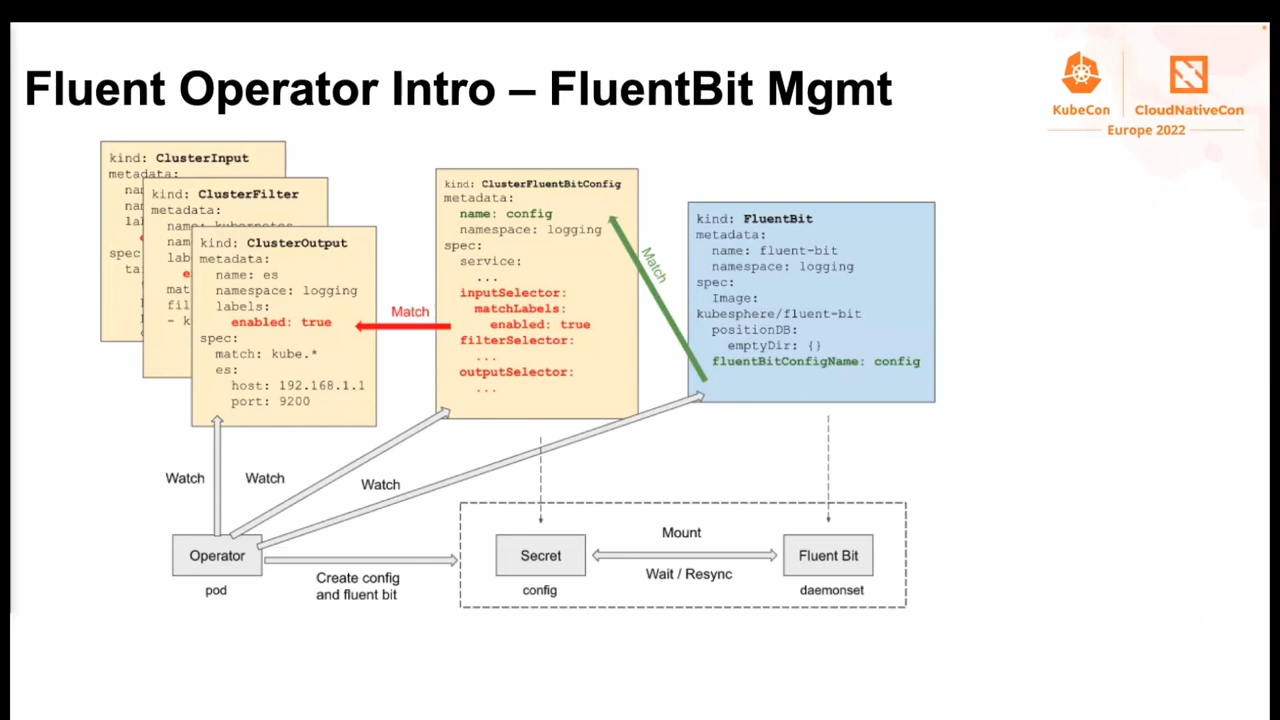 Fluent Operator Intro – FluentBit Mgmt
KubeCon
CloudNativeCon
Europe 2022
kind: ClusterInput
metadata:
spec
kind: ClusterFilter
metadata:
name: kubernetes
kind: ClusterOutput
metadata:
name: es
namespace: logging
labels:
enabled: true
spec:
match: kube.*
es:
host: 192.168.1.1
port: 9200
Match
kind: ClusterFluentBitConfig
metadata:
name: config
namespace: logging
spec:
service:
...
inputSelector:
matchLabels:
enabled: true
filterSelector:
...
outputSelector:
...
Match
kind: FluentBit
metadata:
name: fluent-bit
namespace: logging
spec:
Image:
kubesphere/fluent-bit
positionDB:
emptyDir: {}
fluentBitConfigName: config
Watch
Watch
Watch
Operator
pod
Create config
and fluent bit
Secret
config
Mount
Wait / Resync
Fluent Bit
daemonset